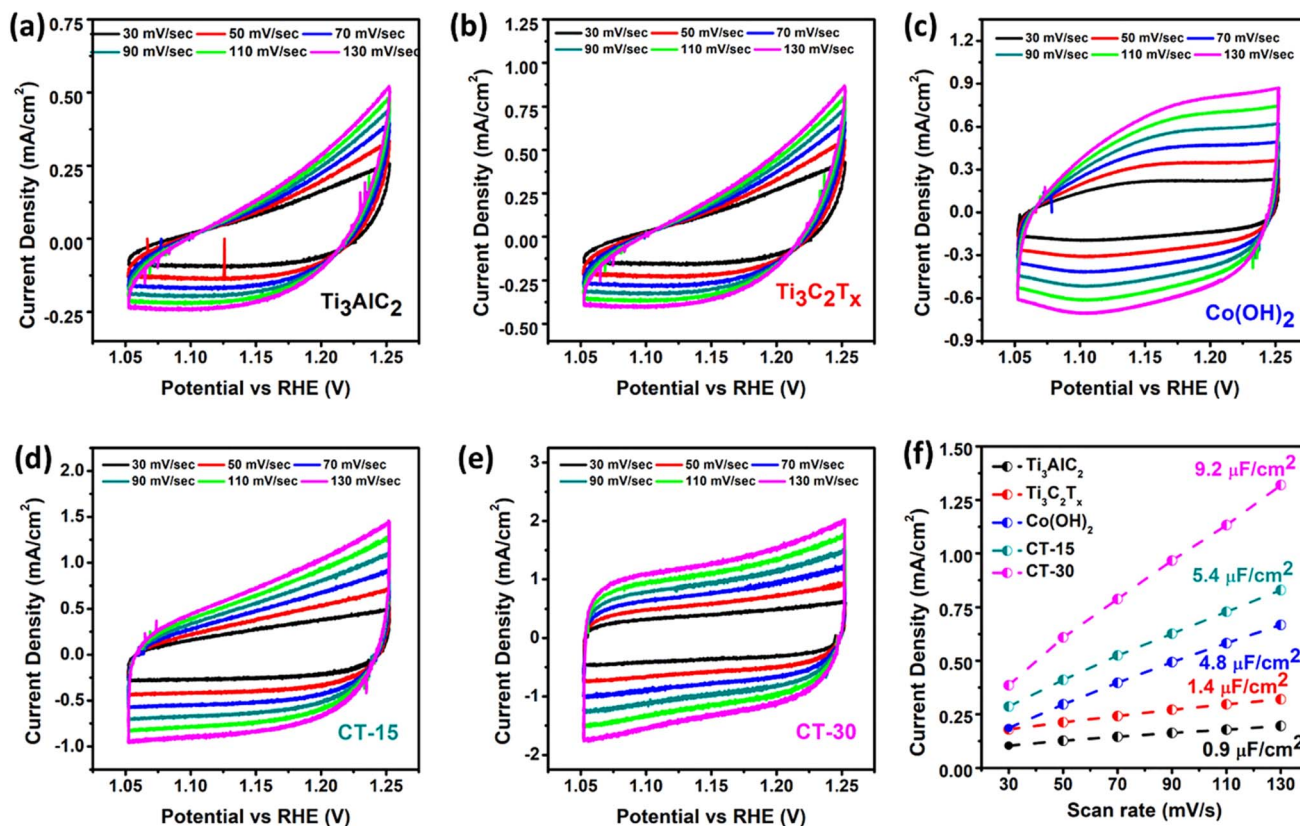 (a)
30 mV/sec 50 mV/sec 70 mV/sec
90 mV/sec 110 mV/sec 130 mV/sec
0.75
0.50
0.25
0.00
-0.25
Current Density (mA/cm²)
Ti₃AlC₂
1.05 1.10 1.15 1.20 1.25
Potential vs RHE (V)
(b)
30 mV/sec 50 mV/sec 70 mV/sec
90 mV/sec 110 mV/sec 130 mV/sec
1.25
1.00
0.75
0.50
0.25
0.00
-0.25
-0.50
Current Density (mA/cm²)
Ti₃C₂Tₓ
1.05 1.10 1.15 1.20 1.25
Potential vs RHE (V)
(c)
30 mV/sec 50 mV/sec 70 mV/sec
90 mV/sec 110 mV/sec 130 mV/sec
1.2
0.9
0.6
0.3
0.0
-0.3
-0.6
-0.9
Current Density (mA/cm²)
Co(OH)₂
1.05 1.10 1.15 1.20 1.25
Potential vs RHE (V)
(d)
30 mV/sec 50 mV/sec 70 mV/sec
90 mV/sec 110 mV/sec 130 mV/sec
2.0
1.5
1.0
0.5
0.0
-0.5
-1.0
Current Density (mA/cm²)
CT-15
1.05 1.10 1.15 1.20 1.25
Potential vs RHE (V)
(e)
30 mV/sec 50 mV/sec 70 mV/sec
90 mV/sec 110 mV/sec 130 mV/sec
3
2
1
0
-1
-2
Current Density (mA/cm²)
CT-30
1.05 1.10 1.15 1.20 1.25
Potential vs RHE (V)
(f)
1.50
1.25
1.00
0.75
0.50
0.25
0.00
Current Density (mA/cm²)
Ti₃AlC₂
Ti₃C₂Tₓ
Co(OH)₂
CT-15
CT-30
9.2 μF/cm²
5.4 μF/cm²
4.8 μF/cm²
1.4 μF/cm²
0.9 μF/cm²
30 50 70 90 110 130
Scan rate (mV/s)